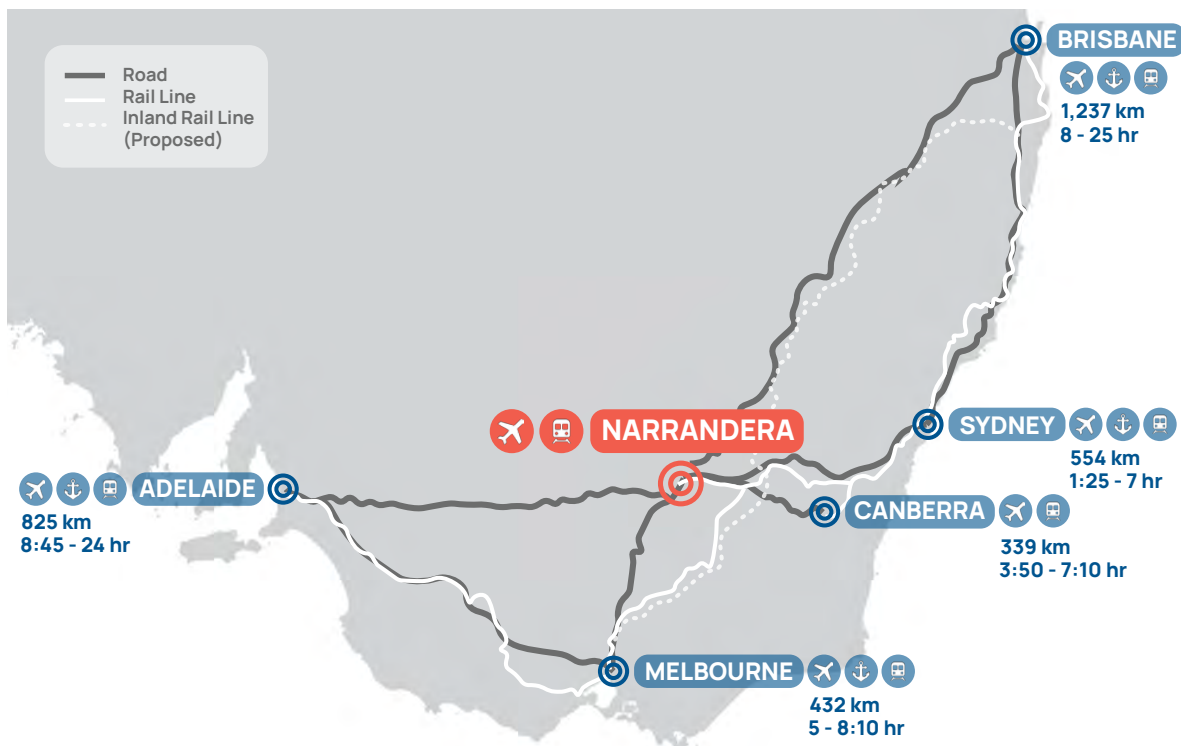 Road
Rail Line
Inland Rail Line
(Proposed)
BRISBANE
1,237 km
8 - 25 hr
NARRANDERA
SYDNEY
554 km
1:25 - 7 hr
ADELAIDE
825 km
8:45 - 24 hr
CANBERRA
339 km
3:50 - 7:10 hr
MELBOURNE
432 km
5 - 8:10 hr